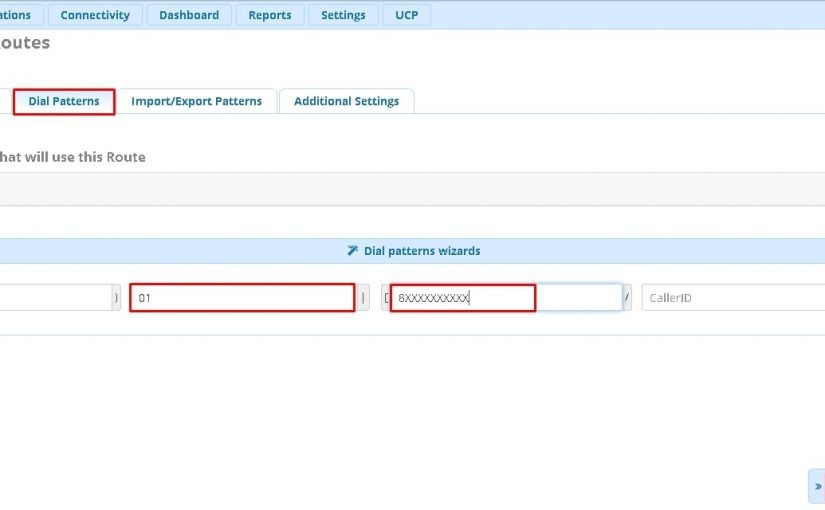 ations Connectivity Dashboard Reports Settings UCP
outes
Dial Patterns Import/Export Patterns Additional Settings
hat will use this Route
Dial patterns wizards
) 01 | [ 8XXXXXXXXXX / CallerID
»